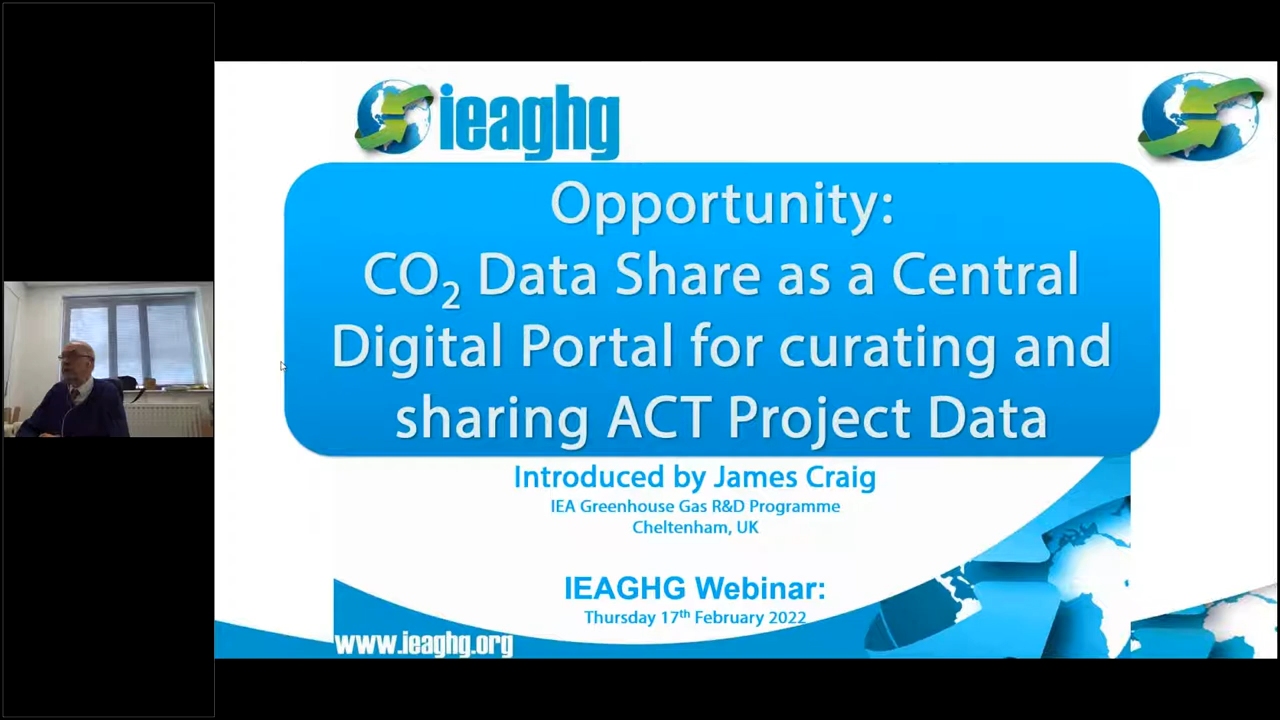 ieaghg
Opportunity:
CO₂ Data Share as a Central
Digital Portal for curating and
sharing ACT Project Data
Introduced by James Craig
IEA Greenhouse Gas R&D Programme
Cheltenham, UK
IEAGHG Webinar:
Thursday 17th February 2022
www.ieaghg.org